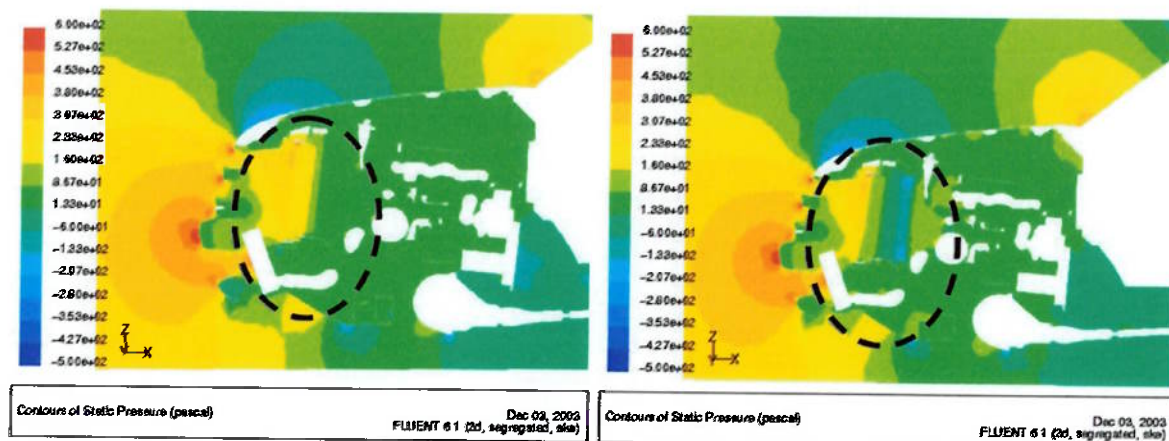 6.00e+02
5.27e+02
4.53e+02
3.80e+02
3.07e+02
2.33e+02
1.60e+02
8.67e+01
1.33e+01
-6.00e+01
-1.33e+02
-2.07e+02
-2.80e+02
-3.53e+02
-4.27e+02
-5.00e+02
Z
X
Contours of Static Pressure (pascal)
Dec 03, 2003
FLUENT 6.1 (2d, segregated, ske)
6.00e+02
5.27e+02
4.53e+02
3.80e+02
3.07e+02
2.33e+02
1.60e+02
8.67e+01
1.33e+01
-6.00e+01
-1.33e+02
-2.07e+02
-2.80e+02
-3.53e+02
-4.27e+02
-5.00e+02
Z
Y X
Contours of Static Pressure (pascal)
Dec 03, 2003
FLUENT 6.1 (2d, segregated, ske)